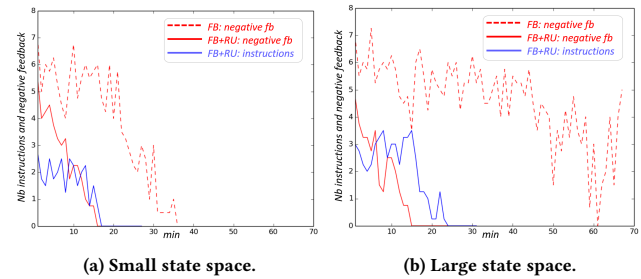 Nb instructions and negative feedback
8
7
6
5
4
3
2
1
0
FB: negative fb
FB+RU: negative fb
FB+RU: instructions
10 20 30 40 50 60 70
min
(a) Small state space.
Nb instructions and negative feedback
8
7
6
5
4
3
2
1
0
FB: negative fb
FB+RU: negative fb
FB+RU: instructions
10 20 30 40 50 60 70
min
(b) Large state space.